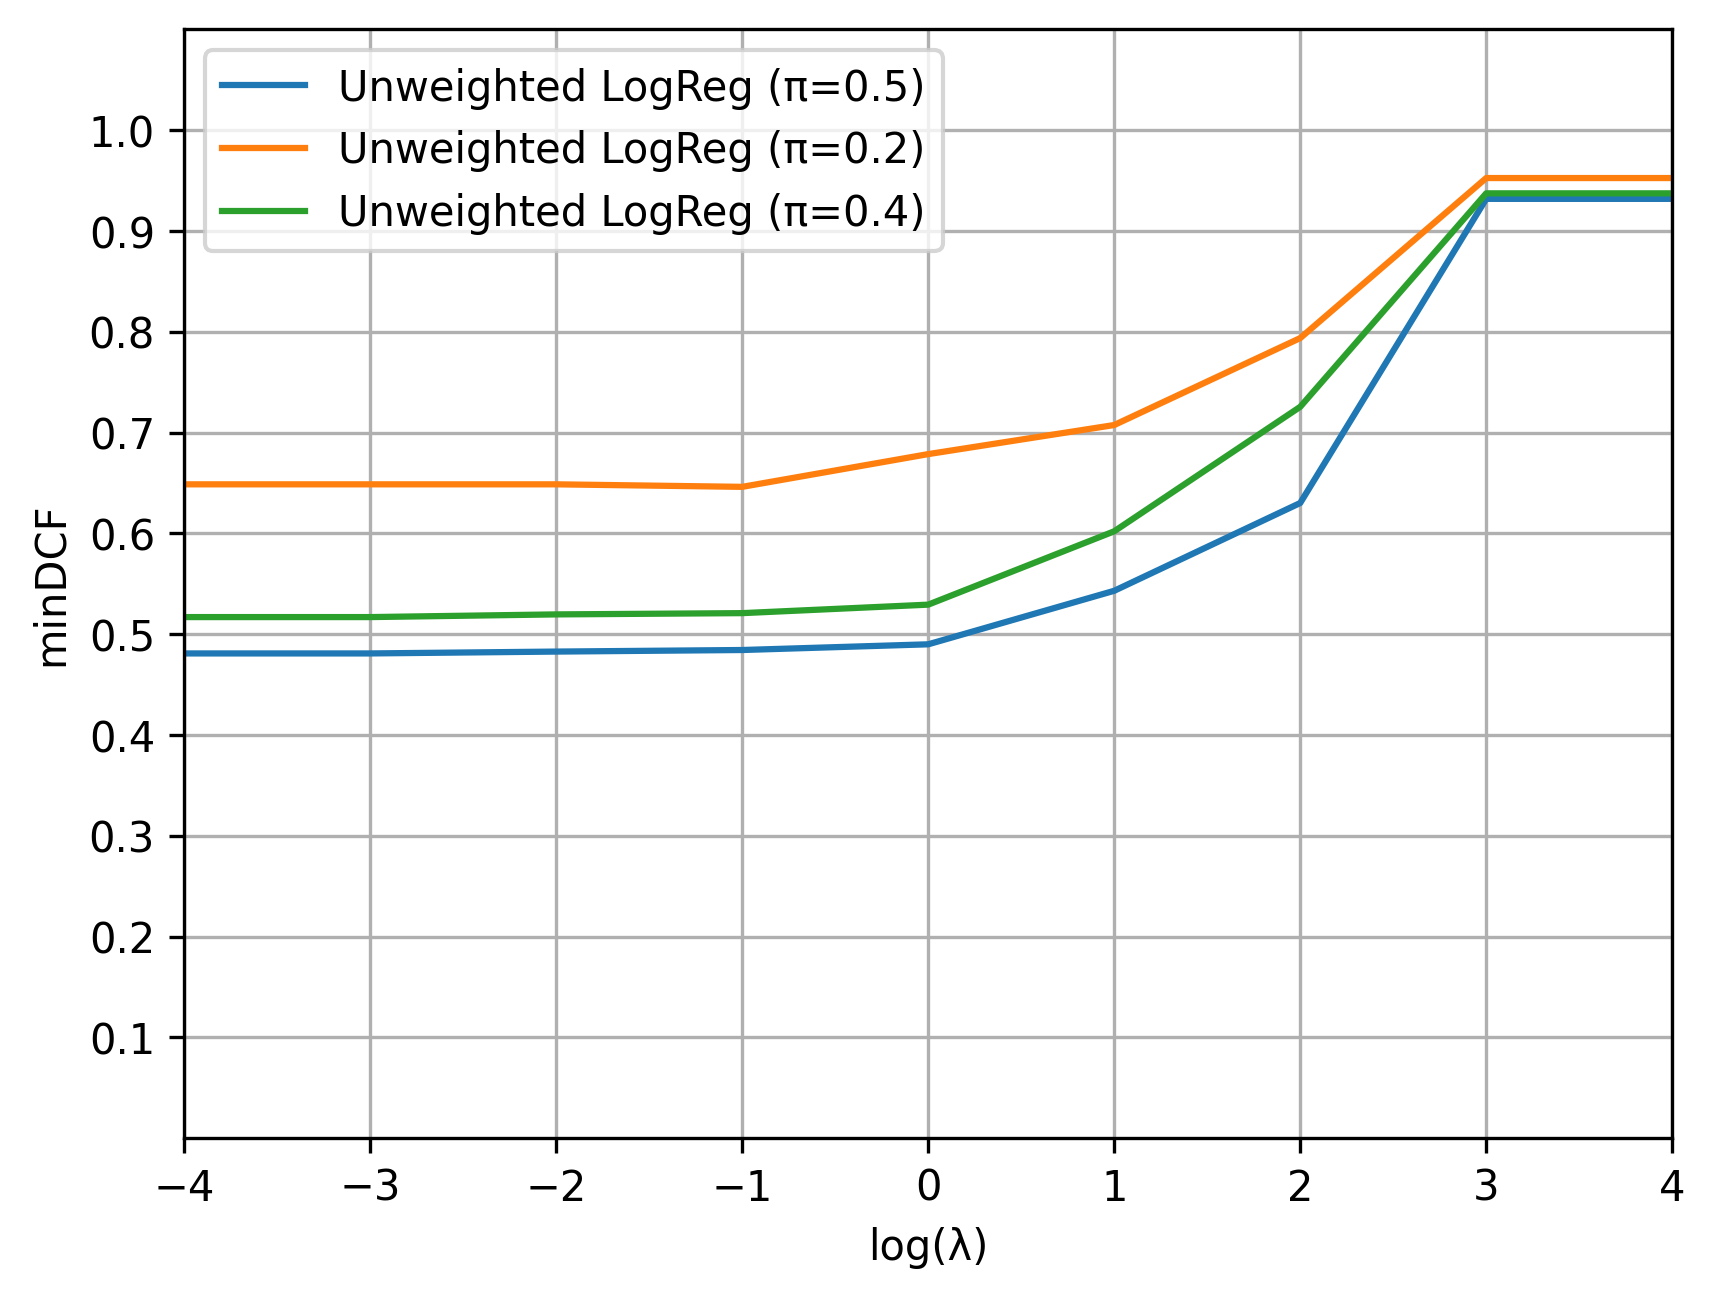 Unweighted LogReg (π=0.5)
Unweighted LogReg (π=0.2)
Unweighted LogReg (π=0.4)
1.0
0.9
0.8
0.7
0.6
0.5
0.4
0.3
0.2
0.1
minDCF
−4 −3 −2 −1 0 1 2 3 4
log(λ)